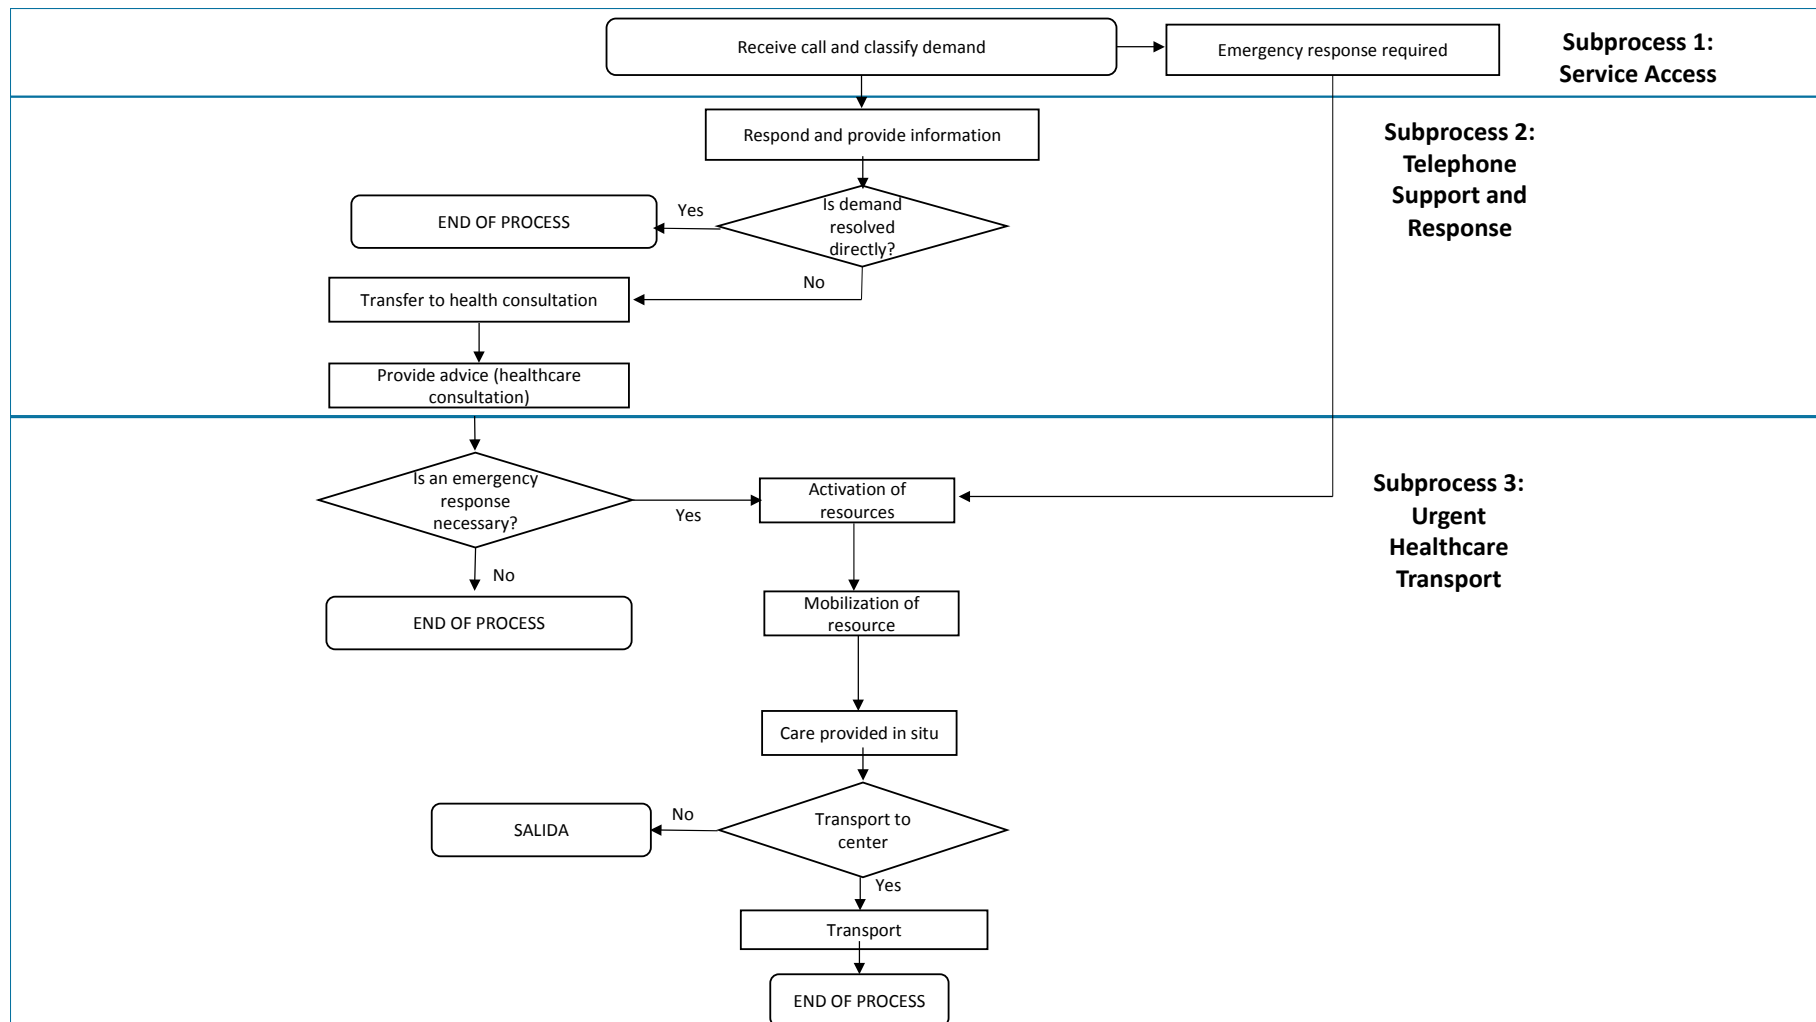 Receive call and classify demand
Emergency response required
Subprocess 1:
Service Access
Respond and provide information
Subprocess 2:
Telephone
Support and
Response
Is demand
resolved
directly?
Yes
END OF PROCESS
No
Transfer to health consultation
Provide advice (healthcare
consultation)
Is an emergency
response
necessary?
Yes
Activation of
resources
Subprocess 3:
Urgent
Healthcare
Transport
No
END OF PROCESS
Mobilization of
resource
Care provided in situ
Transport to
center
No
SALIDA
Yes
Transport
END OF PROCESS